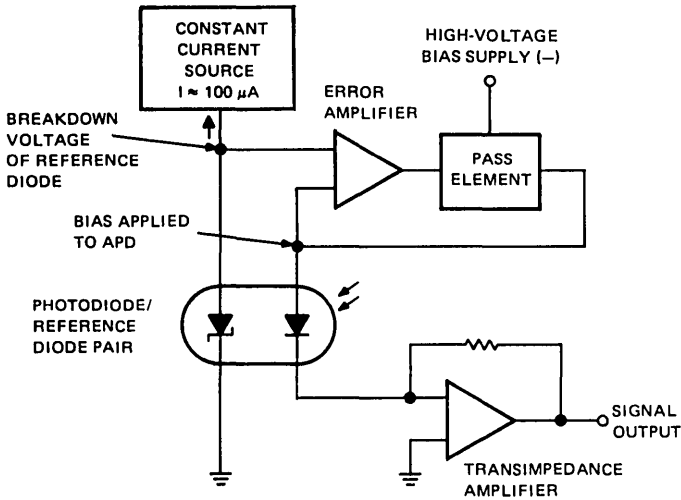 CONSTANT
CURRENT
SOURCE
I ≈ 100 μA
HIGH-VOLTAGE
BIAS SUPPLY (–)
ERROR
AMPLIFIER
BREAKDOWN
VOLTAGE
OF REFERENCE
DIODE
PASS
ELEMENT
BIAS APPLIED
TO APD
PHOTODIODE/
REFERENCE
DIODE PAIR
SIGNAL
OUTPUT
TRANSIMPEDANCE
AMPLIFIER